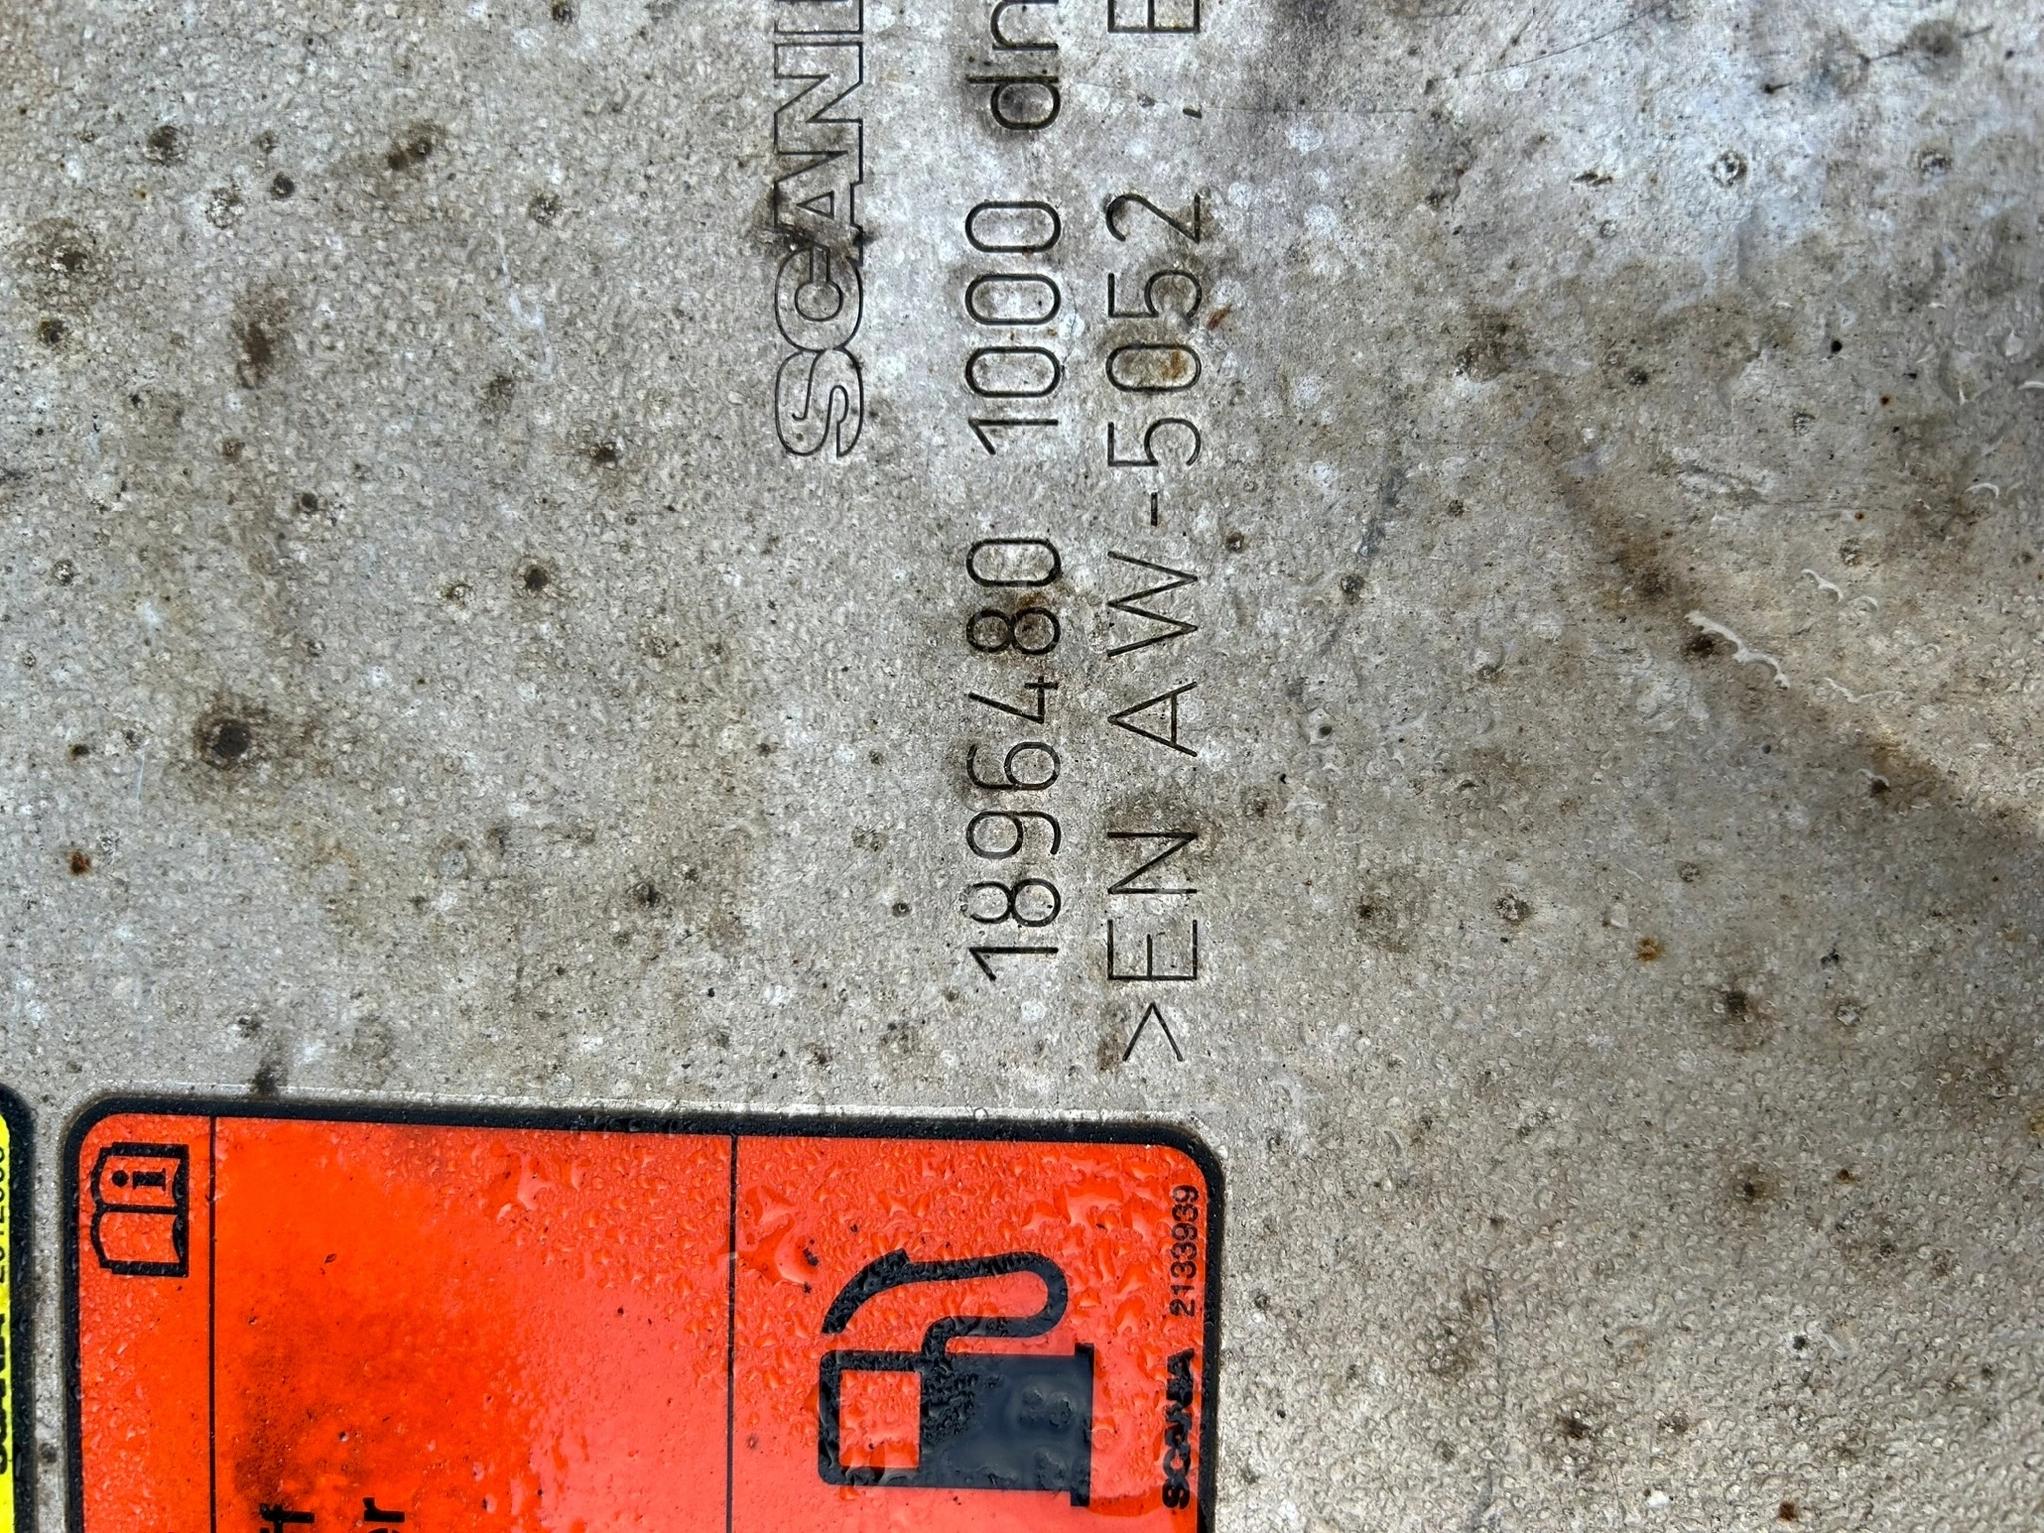 SCANI
1896480 1000 dm
>EN AW-5052 , E
SCANIA 2133939